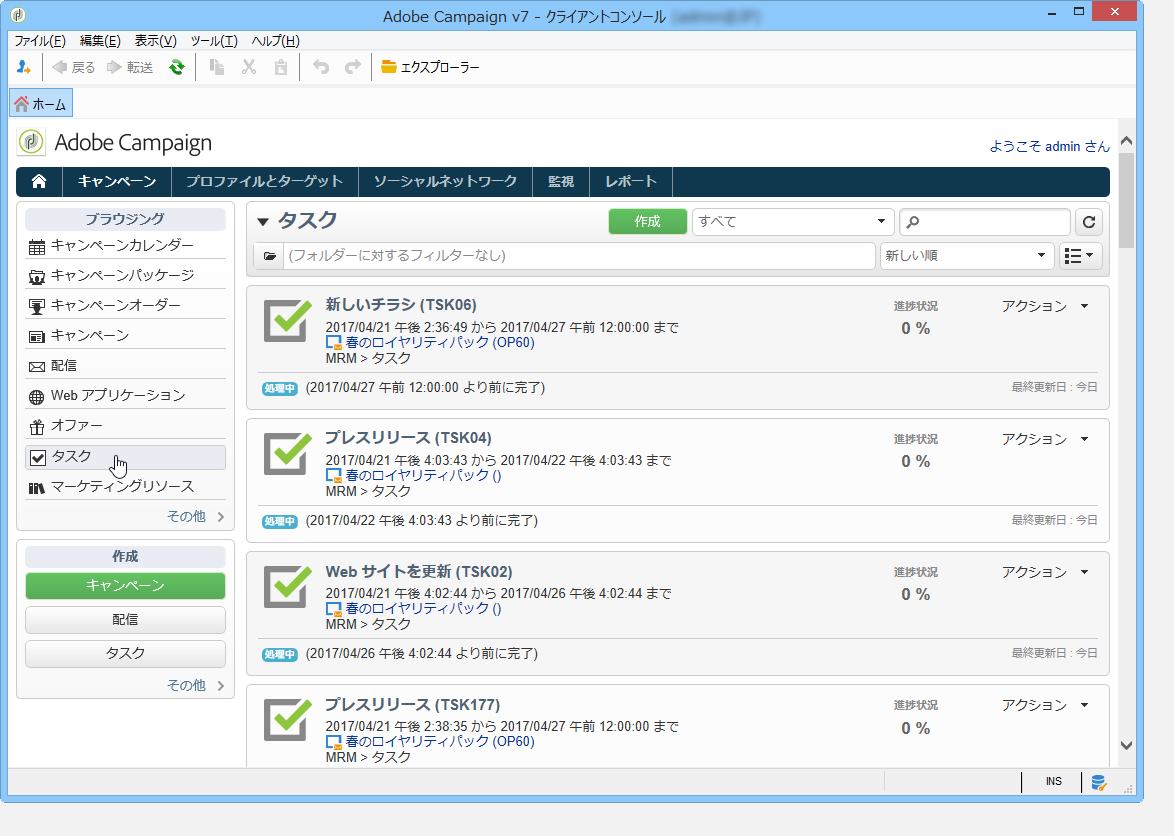 Adobe Campaign v7 - クライアントコンソール
ファイル(F) 編集(E) 表示(V) ツール(T) ヘルプ(H)
戻る 転送 エクスプローラー
ホーム
Adobe Campaign
ようこそ admin さん
キャンペーン プロファイルとターゲット ソーシャルネットワーク 監視 レポート
ブラウジング
キャンペーンカレンダー
キャンペーンパッケージ
キャンペーンオーダー
キャンペーン
配信
Web アプリケーション
オファー
タスク
マーケティングリソース
その他
作成
キャンペーン
配信
タスク
その他
タスク 作成 すべて
(フォルダーに対するフィルターなし) 新しい順
新しいチラシ (TSK06) 進捗状況 アクション
2017/04/21 午後 2:36:49 から 2017/04/27 午前 12:00:00 まで 0 %
春のロイヤリティパック (OP60)
MRM > タスク
処理中 (2017/04/27 午前 12:00:00 より前に完了) 最終更新日 : 今日
プレスリリース (TSK04) 進捗状況 アクション
2017/04/21 午後 4:03:43 から 2017/04/22 午後 4:03:43 まで 0 %
春のロイヤリティパック ()
MRM > タスク
処理中 (2017/04/22 午後 4:03:43 より前に完了) 最終更新日 : 今日
Web サイトを更新 (TSK02) 進捗状況 アクション
2017/04/21 午後 4:02:44 から 2017/04/26 午後 4:02:44 まで 0 %
春のロイヤリティパック ()
MRM > タスク
処理中 (2017/04/26 午後 4:02:44 より前に完了) 最終更新日 : 今日
プレスリリース (TSK177) 進捗状況 アクション
2017/04/21 午後 2:38:35 から 2017/04/27 午前 12:00:00 まで 0 %
春のロイヤリティパック (OP60)
MRM > タスク
INS